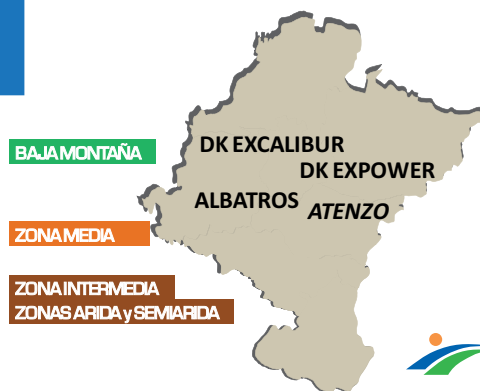 BAJA MONTAÑA
DK EXCALIBUR
DK EXPOWER
ALBATROS
ATENZO
ZONA MEDIA
ZONA INTERMEDIA
ZONAS ARIDA y SEMIARIDA